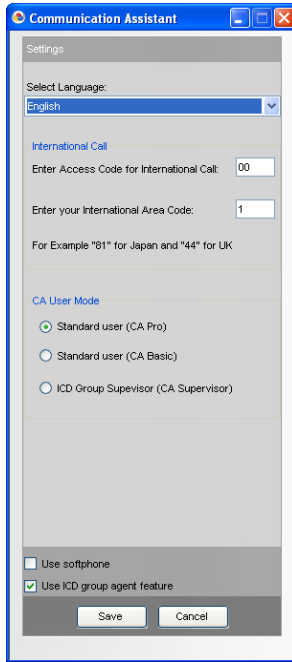 Communication Assistant
Settings
Select Language:
English
International Call
Enter Access Code for International Call: 00
Enter your International Area Code: 1
For Example "81" for Japan and "44" for UK
CA User Mode
Standard user (CA Pro)
Standard user (CA Basic)
ICD Group Supevisor (CA Supervisor)
Use softphone
Use ICD group agent feature
Save Cancel